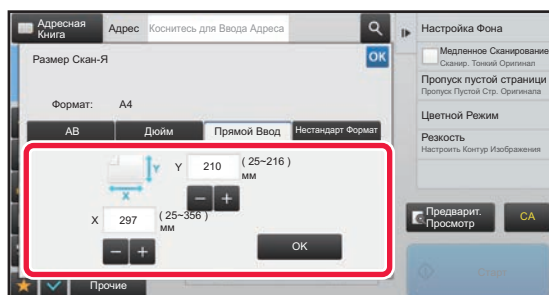 Адресная
Книга
Адрес
Коснитесь для Ввода Адреса
Размер Скан-Я
OK
Формат: A4
AB
Дюйм
Прямой Ввод
Нестандарт Формат
Y
X
Y 210 ( 25~216 )
мм
X 297 ( 25~356 )
мм
OK
Прочие
Настройка Фона
Медленное Сканирование
Сканир. Тонкий Оригинал
Пропуск пустой страници
Пропуск Пустой Стр. Оригинала
Цветной Режим
Резкость
Настроить Контур Изображения
Предварит.
Просмотр
CA
Старт